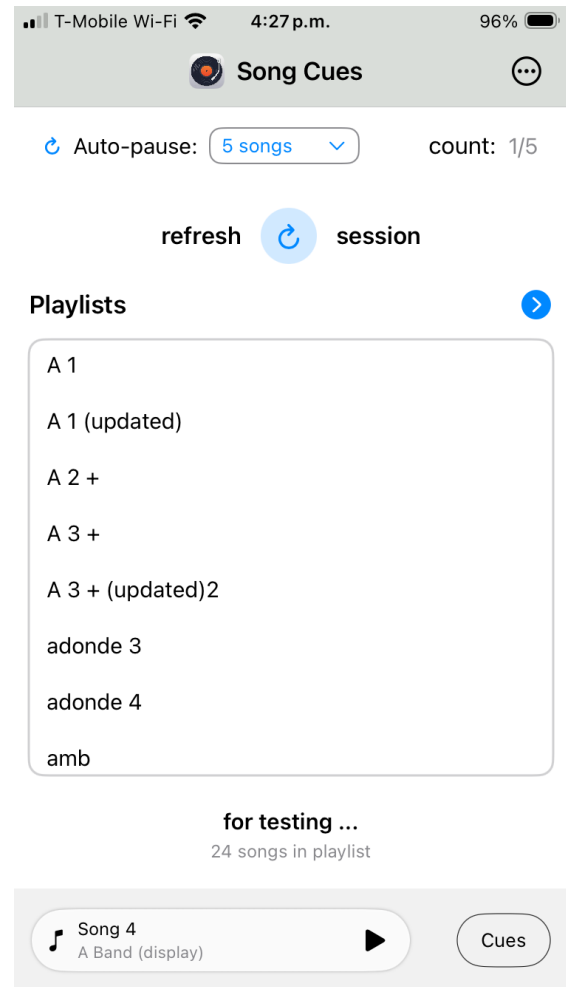 T-Mobile Wi-Fi 4:27 p.m. 96%
Song Cues
Auto-pause: 5 songs count: 1/5
refresh session
Playlists
A 1
A 1 (updated)
A 2 +
A 3 +
A 3 + (updated)2
adonde 3
adonde 4
amb
for testing ...
24 songs in playlist
Song 4
A Band (display)
Cues